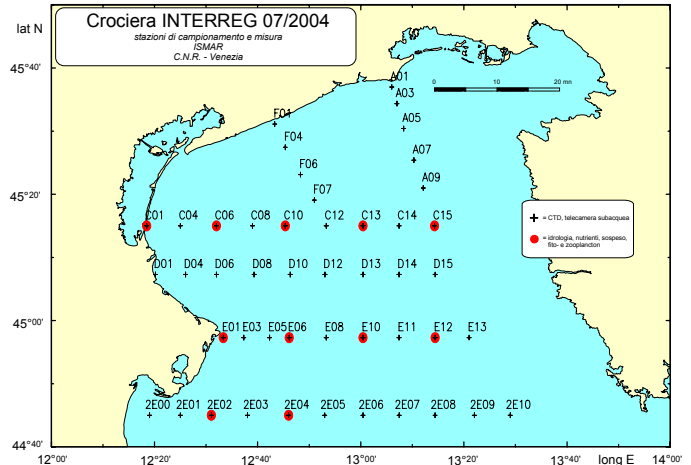 Crociera INTERREG 07/2004
stazioni di campionamento e misura
ISMAR
C.N.R. - Venezia
lat N
45°40'
45°20'
45°00'
44°40'
A01
A03
0 10 20 mn
F01
A05
F04
A07
F06
A09
F07
C01 C04 C06 C08 C10 C12 C13 C14 C15
+ = CTD, telecamera subacquea
= idrologia, nutrienti, sospeso,
fito- e zooplancton
D01 D04 D06 D08 D10 D12 D13 D14 D15
E01 E03 E05 E06 E08 E10 E11 E12 E13
2E00 2E01 2E02 2E03 2E04 2E05 2E06 2E07 2E08 2E09 2E10
12°00' 12°20' 12°40' 13°00' 13°20' 13°40' long E 14°00'